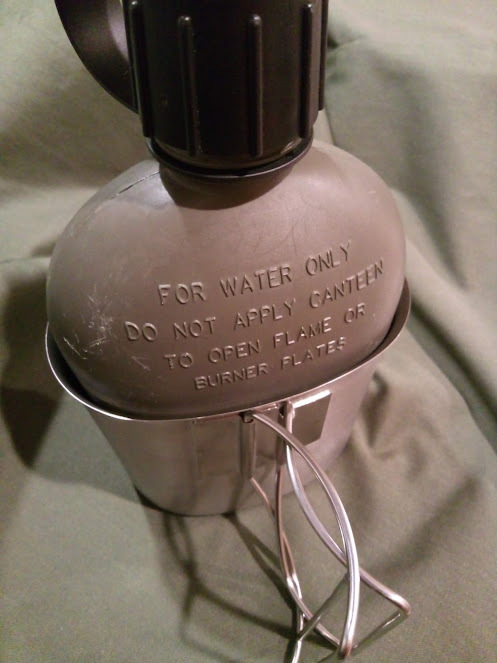 FOR WATER ONLY
DO NOT APPLY CANTEEN
TO OPEN FLAME OR
BURNER PLATES